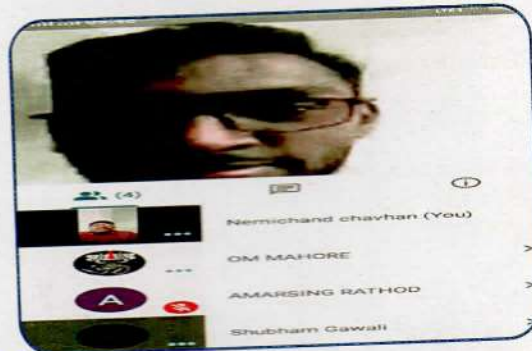 (4)
Nemichand chavhan (You)
OM MAHORE
A
AMARSING RATHOD
Shubham Gawali